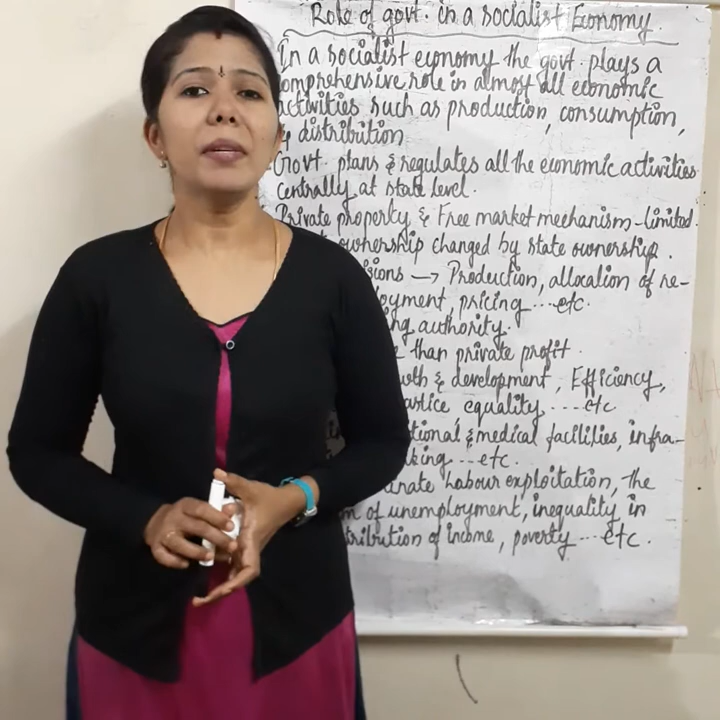 Role of govt. in a socialist Economy.
In a socialist economy the govt. plays a
comprehensive role in almost all economic
activities such as production, consumption,
& distribution
Govt. plans & regulates all the economic activities
centrally at state level.
Private property & Free market mechanism - limited.
ownership changed by state ownership.
→ Production, allocation of re-
pricing ....etc.
authority.
than private profit.
& development, Efficiency,
equality ....etc
& medical facilities, infra-
...etc.
labour exploitation, the
of unemployment, inequality in
of income, poverty ...etc.